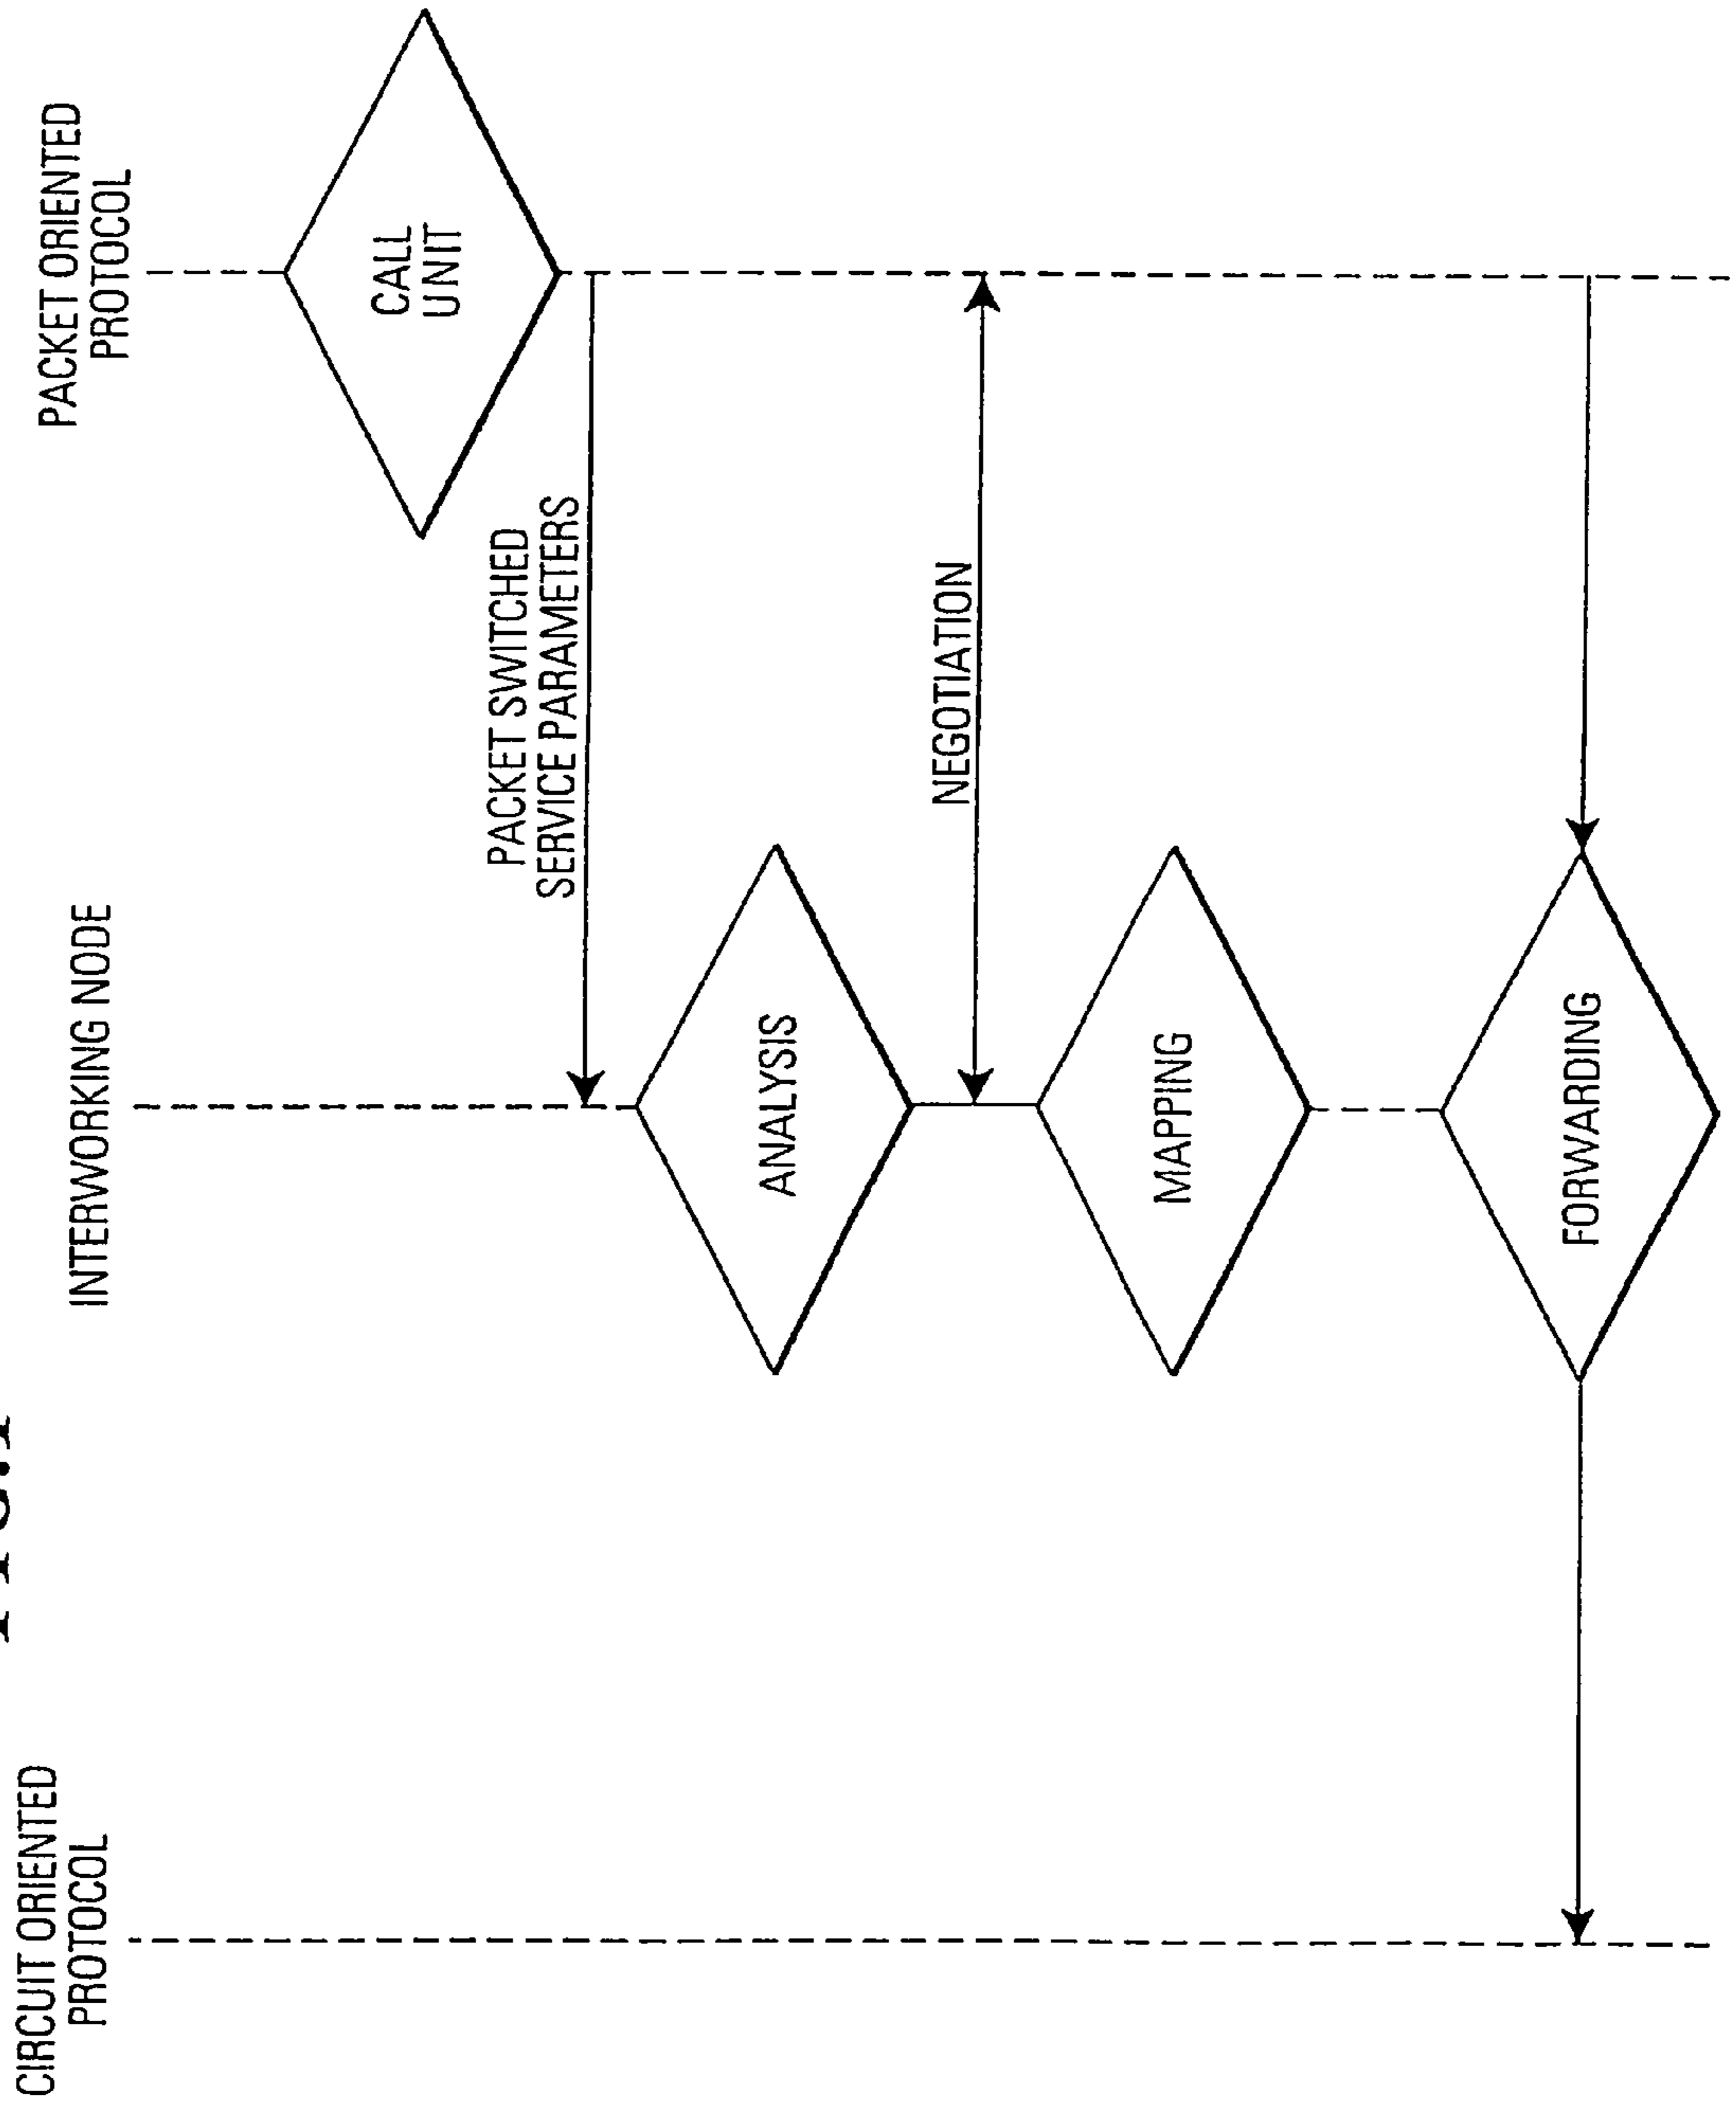 CIRCUIT ORIENTED
PROTOCOL
INTERWORKING NODE
PACKET ORIENTED
PROTOCOL
CALL
UNIT
PACKET SWITCHED
SERVICE PARAMETERS
ANALYSIS
NEGOTIATION
MAPPING
FORWARDING